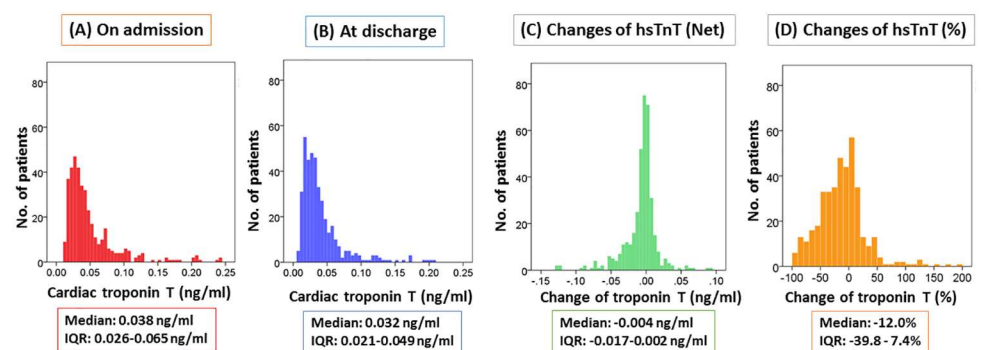 (A) On admission
(B) At discharge
(C) Changes of hsTnT (Net)
(D) Changes of hsTnT (%)
No. of patients
80
60
40
20
0
0.00 0.05 0.10 0.15 0.20 0.25
Cardiac troponin T (ng/ml)
Median: 0.038 ng/ml
IQR: 0.026-0.065 ng/ml
No. of patients
80
60
40
20
0
0.00 0.05 0.10 0.15 0.20 0.25
Cardiac troponin T (ng/ml)
Median: 0.032 ng/ml
IQR: 0.021-0.049 ng/ml
No. of patients
80
60
40
20
0
-.15 -.10 -.05 .00 .05 .10
Change of troponin T (ng/ml)
Median: -0.004 ng/ml
IQR: -0.017-0.002 ng/ml
No. of patients
80
60
40
20
0
-100 -50 0 50 100 150 200
Change of troponin T (%)
Median: -12.0%
IQR: -39.8 - 7.4%